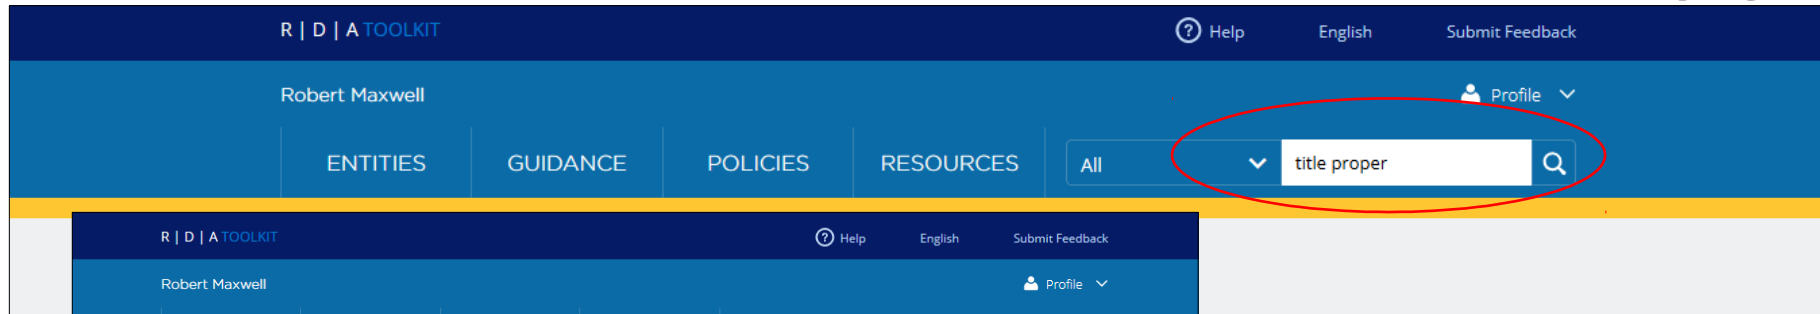 R | D | A TOOLKIT Help English Submit Feedback
Robert Maxwell Profile
ENTITIES GUIDANCE POLICIES RESOURCES All title proper
R | D | A TOOLKIT Help English Submit Feedback
Robert Maxwell Profile